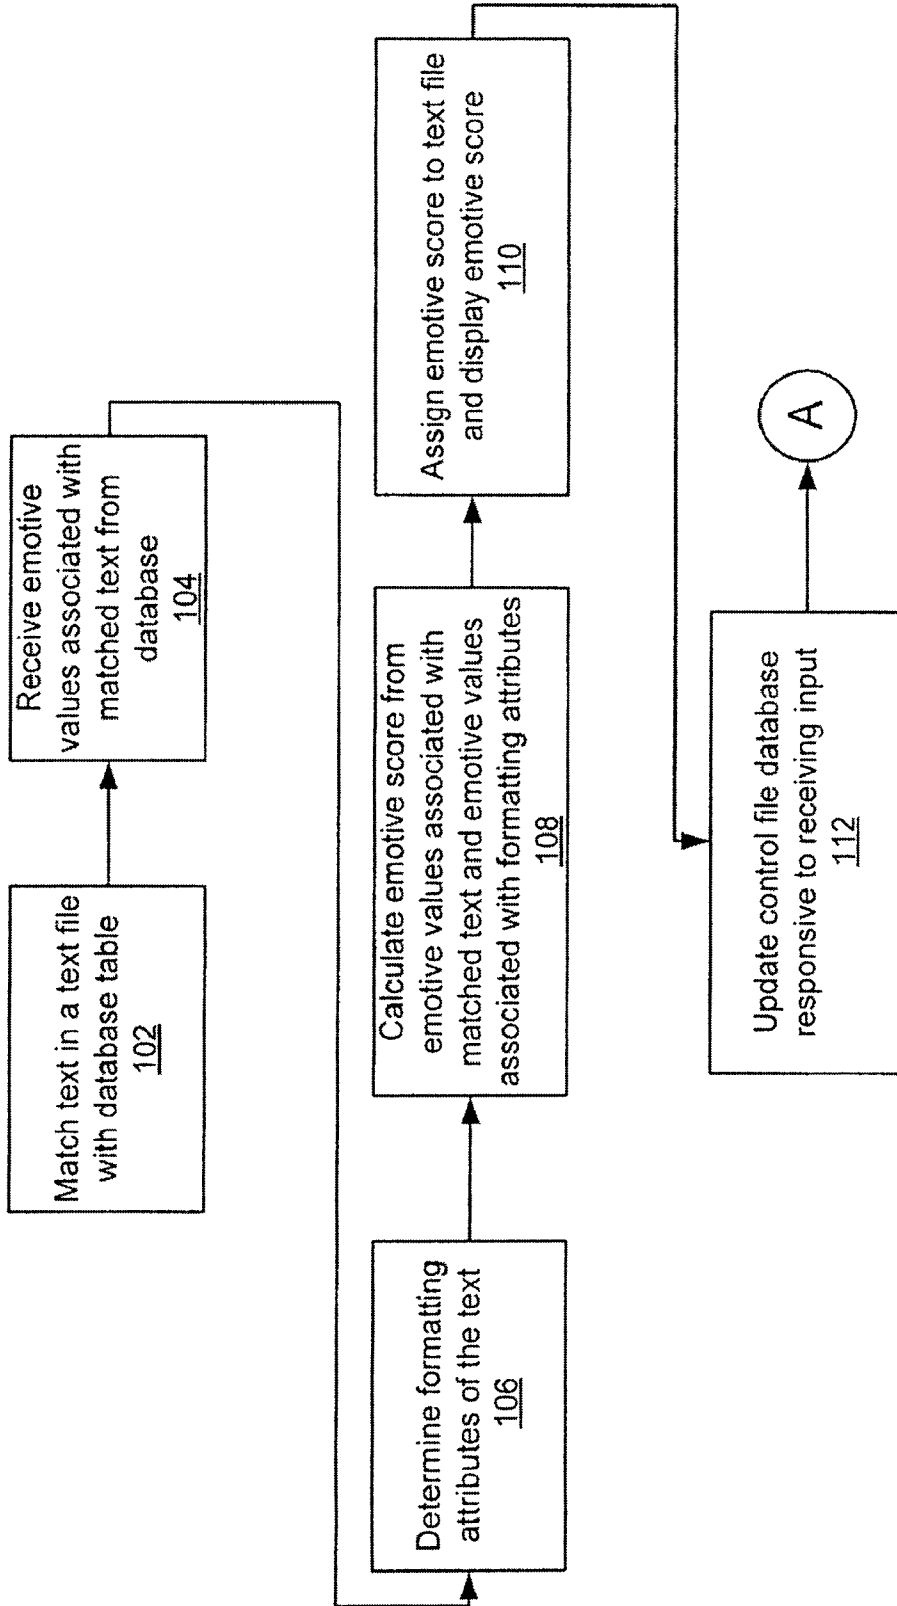 Match text in a text file
with database table
102
Receive emotive
values associated with
matched text from
database
104
Determine formatting
attributes of the text
106
Calculate emotive score from
emotive values associated with
matched text and emotive values
associated with formatting attributes
108
Assign emotive score to text file
and display emotive score
110
Update control file database
responsive to receiving input
112
A